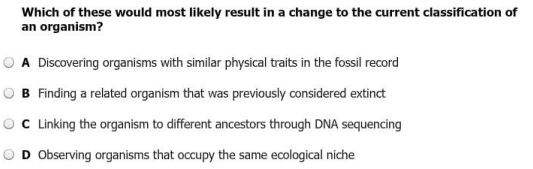 Which of these would most likely result in a change to the current classification of
an organism?
A Discovering organisms with similar physical traits in the fossil record
B Finding a related organism that was previously considered extinct
C Linking the organism to different ancestors through DNA sequencing
D Observing organisms that occupy the same ecological niche